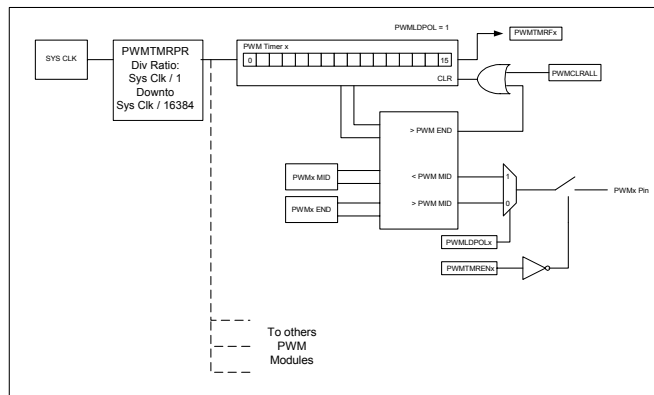 PWMLDPOL = 1
SYS CLK
PWMTMRPR
Div Ratio:
Sys Clk / 1
Downto
Sys Clk / 16384
PWM Timer x
0
15
CLR
PWMTMRFx
PWMCLRALL
> PWM END
< PWM MID
> PWM MID
PWMx MID
PWMx END
1
0
PWMx Pin
PWMLDPOLx
PWMTMRENx
To others
PWM
Modules